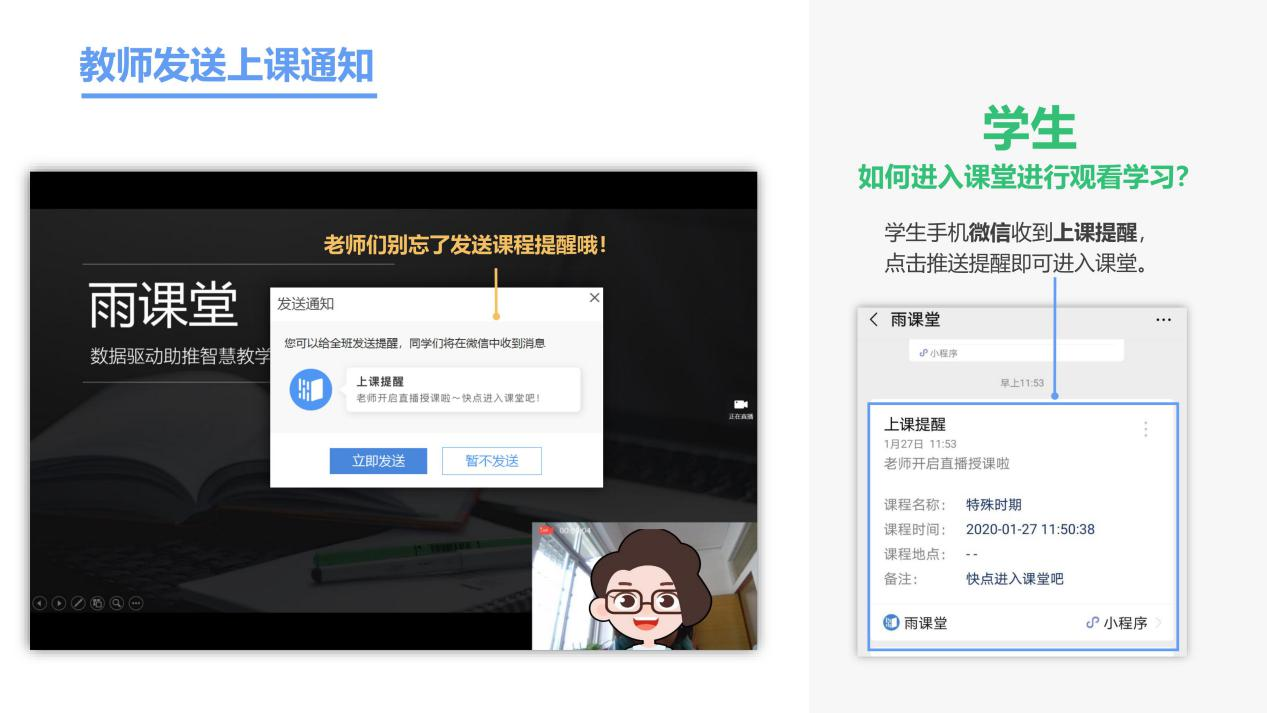 教师发送上课通知
老师们别忘了发送课程提醒哦！
雨课堂
数据驱动助推智慧教学
发送通知
您可以给全班发送提醒，同学们将在微信中收到消息
上课提醒
老师开启直播授课啦～快点进入课堂吧！
立即发送
暂不发送
正在直播
学生
如何进入课堂进行观看学习？
学生手机微信收到上课提醒，
点击推送提醒即可进入课堂。
雨课堂
小程序
早上11:53
上课提醒
1月27日 11:53
老师开启直播授课啦
课程名称： 特殊时期
课程时间： 2020-01-27 11:50:38
课程地点： - -
备注： 快点进入课堂吧
雨课堂
小程序